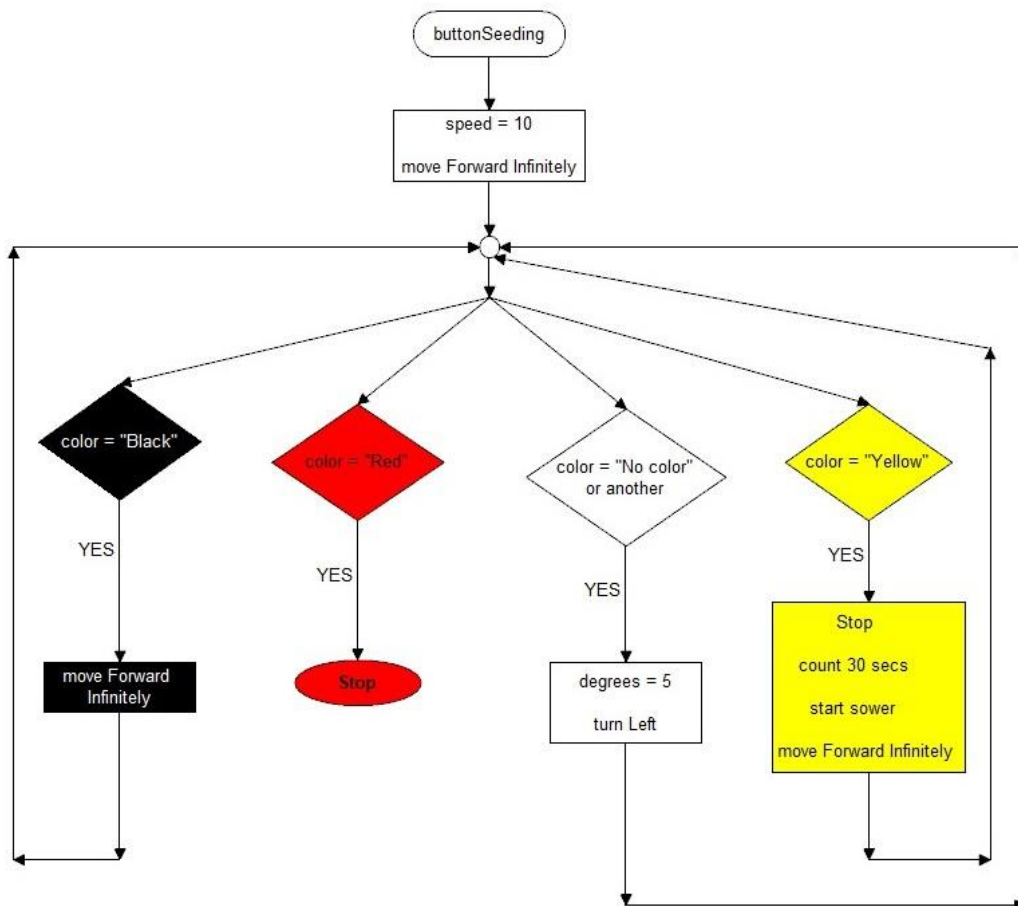 buttonSeeding
speed = 10
move Forward Infinitely
color = "Black"
color = "Red"
color = "No color"
or another
color = "Yellow"
YES
YES
YES
YES
move Forward
Infinitely
Stop
degrees = 5
turn Left
Stop
count 30 secs
start sower
move Forward Infinitely